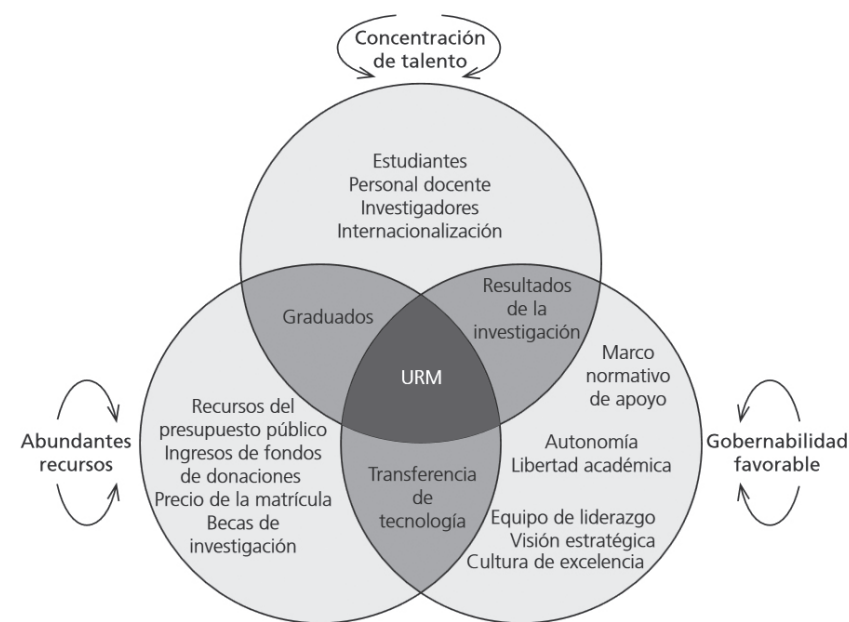 Concentración
de talento
Estudiantes
Personal docente
Investigadores
Internacionalización
Graduados
Resultados
de la
investigación
URM
Marco
normativo
de apoyo
Abundantes
recursos
Recursos del
presupuesto público
Ingresos de fondos
de donaciones
Precio de la matrícula
Becas de
investigación
Transferencia
de
tecnología
Autonomía
Libertad académica
Equipo de liderazgo
Visión estratégica
Cultura de excelencia
Gobernabilidad
favorable